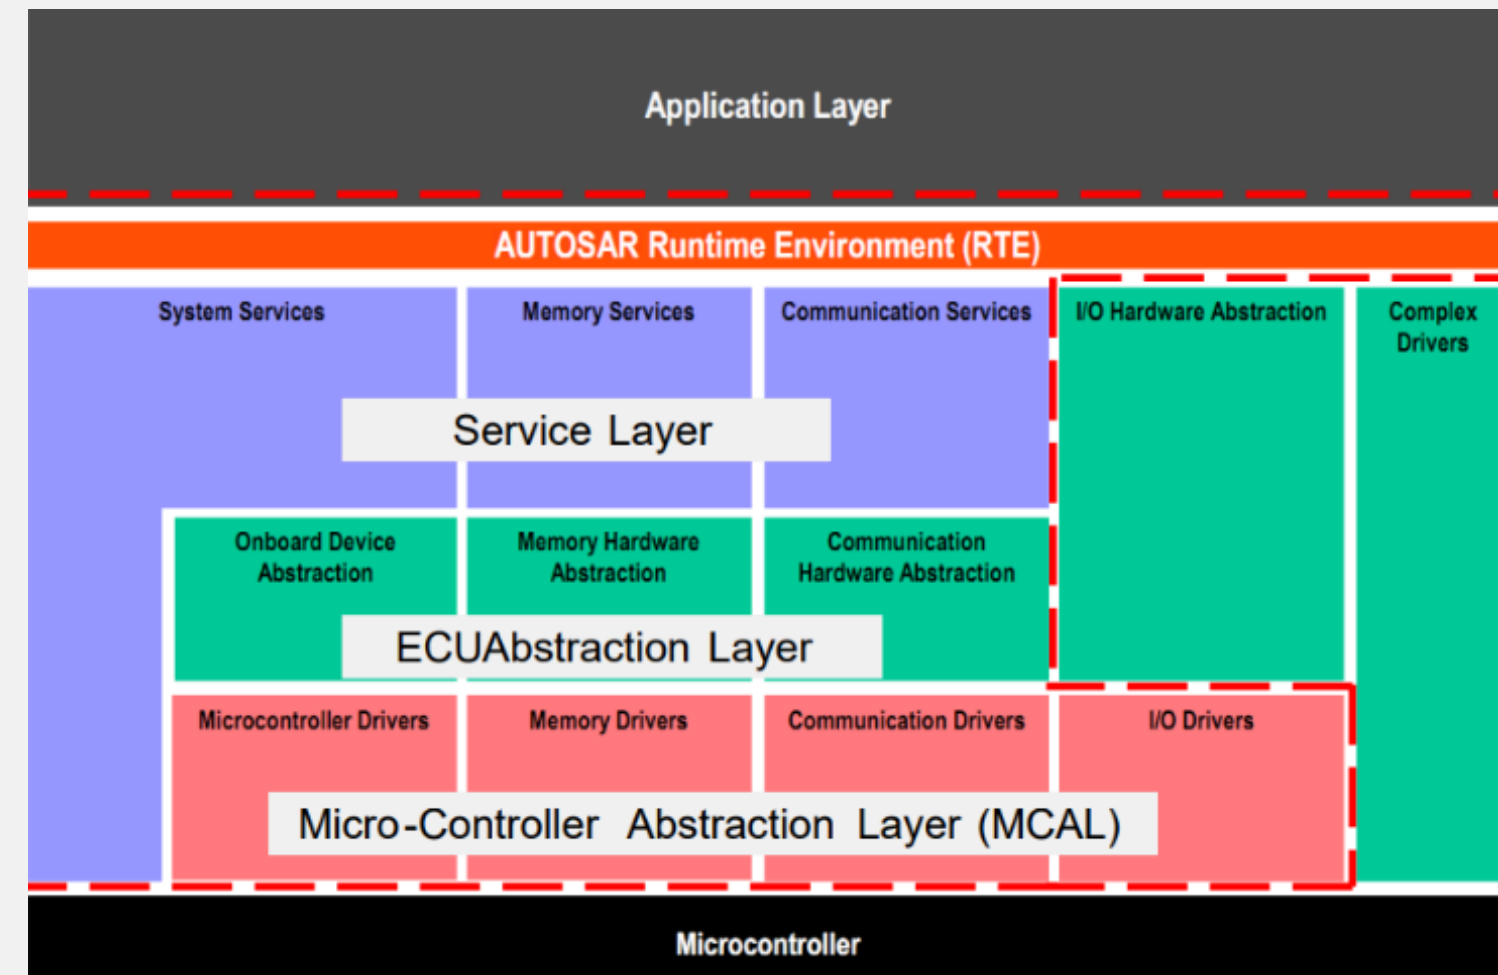 Application Layer
AUTOSAR Runtime Environment (RTE)
System Services
Memory Services
Communication Services
I/O Hardware Abstraction
Complex
Drivers
Service Layer
Onboard Device
Abstraction
Memory Hardware
Abstraction
Communication
Hardware Abstraction
ECUAbstraction Layer
Microcontroller Drivers
Memory Drivers
Communication Drivers
I/O Drivers
Micro-Controller Abstraction Layer (MCAL)
Microcontroller